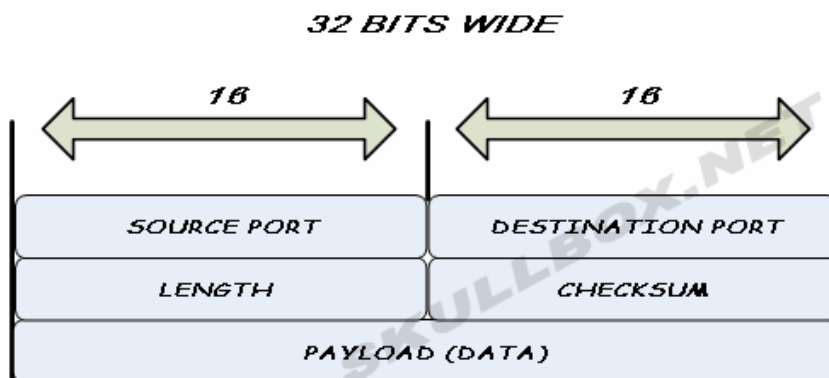 32 BITS WIDE
16 16
SOURCE PORT DESTINATION PORT
LENGTH CHECKSUM
PAYLOAD (DATA)
SKULLBOX.NET